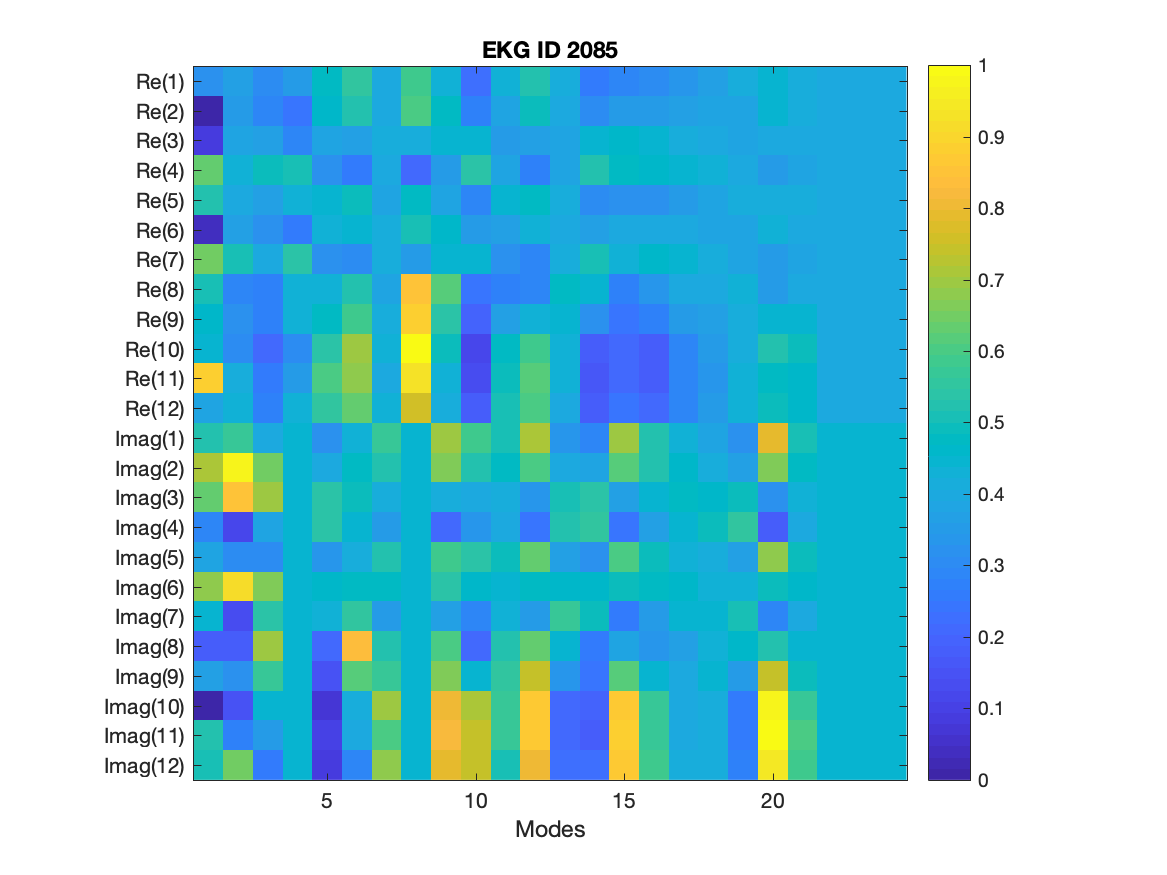 EKG ID 2085
Re(1)
Re(2)
Re(3)
Re(4)
Re(5)
Re(6)
Re(7)
Re(8)
Re(9)
Re(10)
Re(11)
Re(12)
Imag(1)
Imag(2)
Imag(3)
Imag(4)
Imag(5)
Imag(6)
Imag(7)
Imag(8)
Imag(9)
Imag(10)
Imag(11)
Imag(12)
5 10 15 20
Modes
1
0.9
0.8
0.7
0.6
0.5
0.4
0.3
0.2
0.1
0